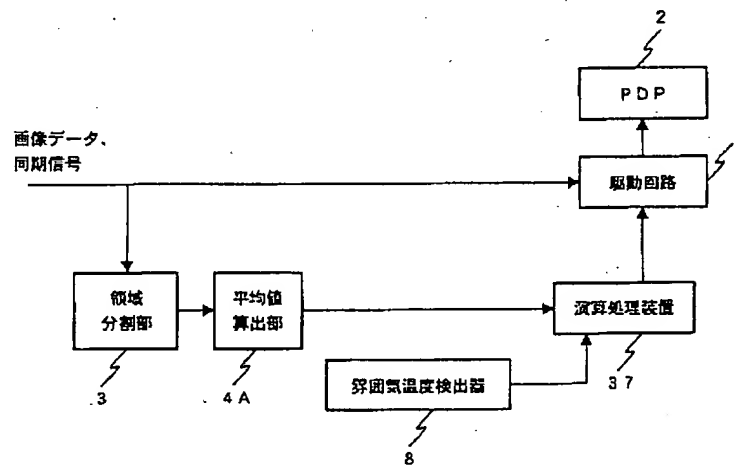 2
PDP
画像データ、
同期信号
駆動回路
領域
分割部
平均値
算出部
演算処理装置
3
4A
雰囲気温度検出器
37
8